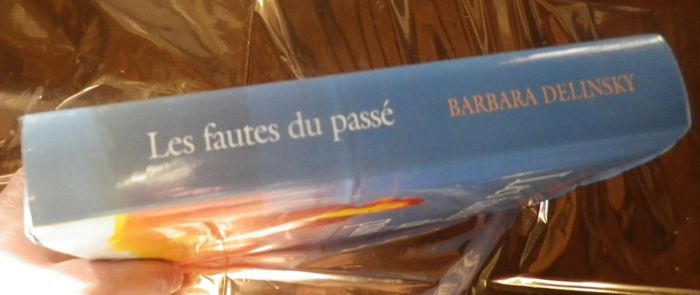 Les fautes du passé
BARBARA DELINSKY